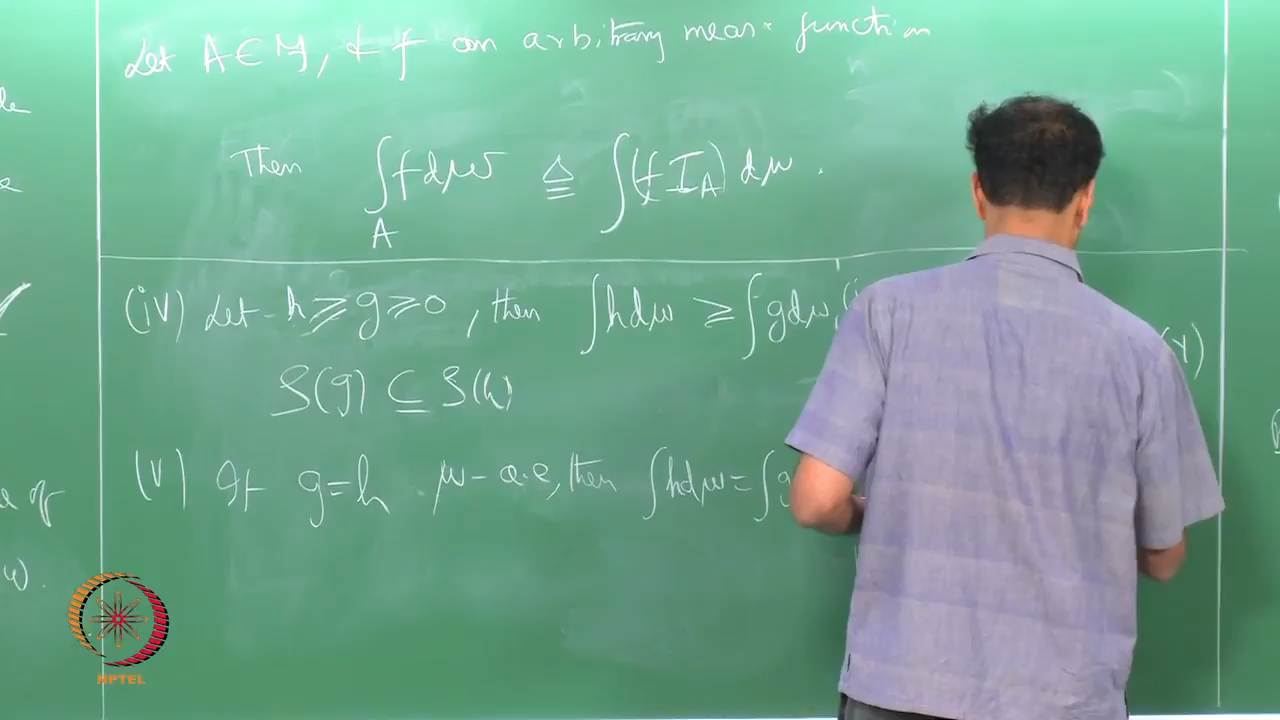 Let A ∈ 𝓜, & f an arbitrary meas. function
Then ∫_A f dμ ≜ ∫(f I_A) dμ.
(iv) Let h ≥ g ≥ 0, then ∫h dμ ≥ ∫g dμ,
S(g) ⊆ S(h)
(v) If g = h μ-a.e, then ∫h dμ = ∫g
of
NPTEL